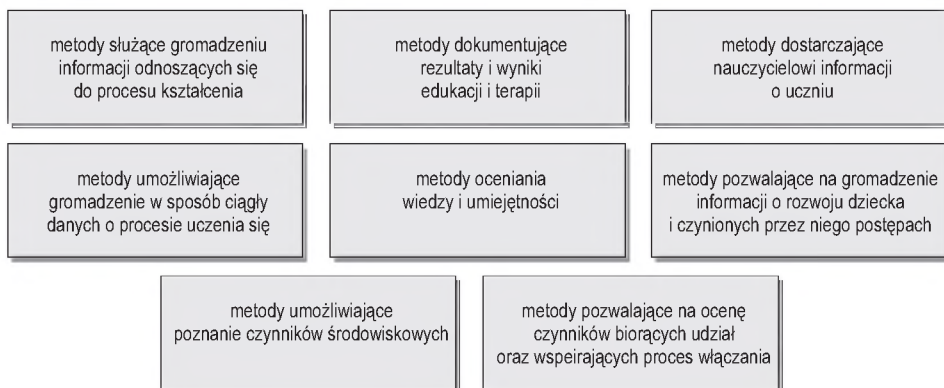 metody służące gromadzeniu
informacji odnoszących się
do procesu kształcenia
metody dokumentujące
rezultaty i wyniki
edukacji i terapii
metody dostarczające
nauczycielowi informacji
o uczniu
metody umożliwiające
gromadzenie w sposób ciągły
danych o procesie uczenia się
metody oceniania
wiedzy i umiejętności
metody pozwalające na gromadzenie
informacji o rozwoju dziecka
i czynionych przez niego postępach
metody umożliwiające
poznanie czynników środowiskowych
metody pozwalające na ocenę
czynników biorących udział
oraz wspeirających proces włączania